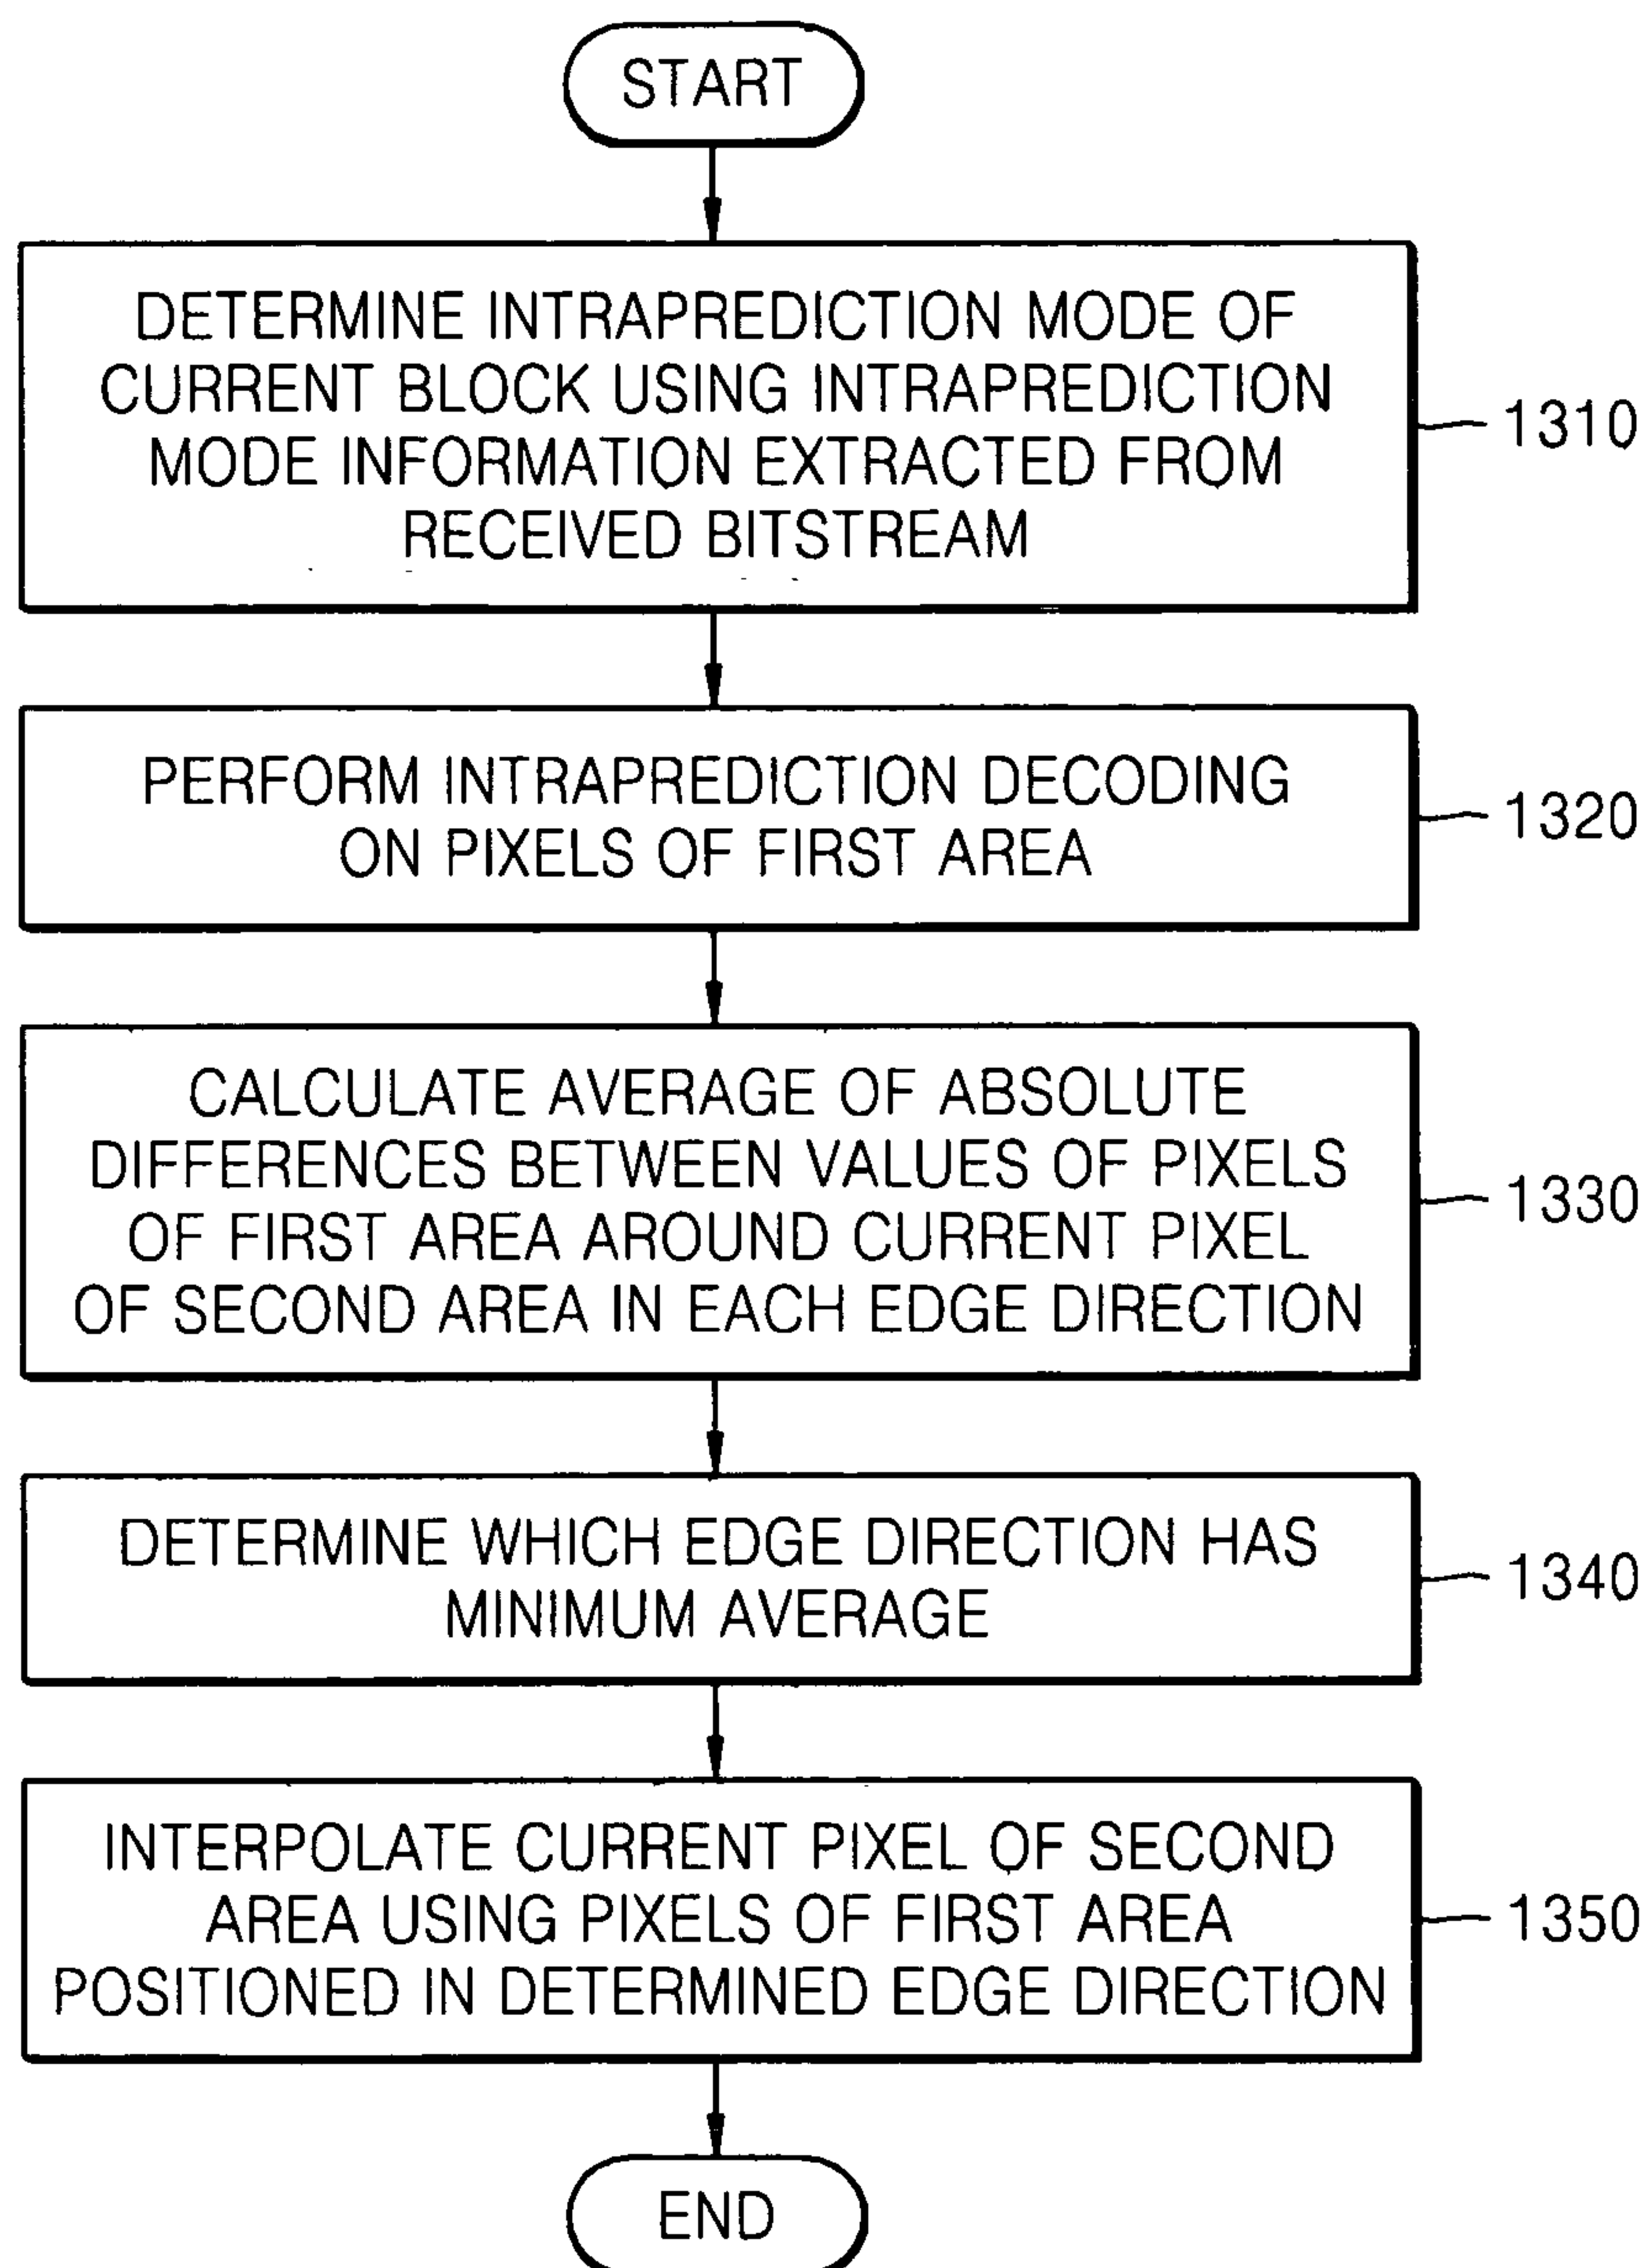 START
DETERMINE INTRAPREDICTION MODE OF
CURRENT BLOCK USING INTRAPREDICTION
MODE INFORMATION EXTRACTED FROM
RECEIVED BITSTREAM
1310
PERFORM INTRAPREDICTION DECODING
ON PIXELS OF FIRST AREA
1320
CALCULATE AVERAGE OF ABSOLUTE
DIFFERENCES BETWEEN VALUES OF PIXELS
OF FIRST AREA AROUND CURRENT PIXEL
OF SECOND AREA IN EACH EDGE DIRECTION
1330
DETERMINE WHICH EDGE DIRECTION HAS
MINIMUM AVERAGE
1340
INTERPOLATE CURRENT PIXEL OF SECOND
AREA USING PIXELS OF FIRST AREA
POSITIONED IN DETERMINED EDGE DIRECTION
1350
END